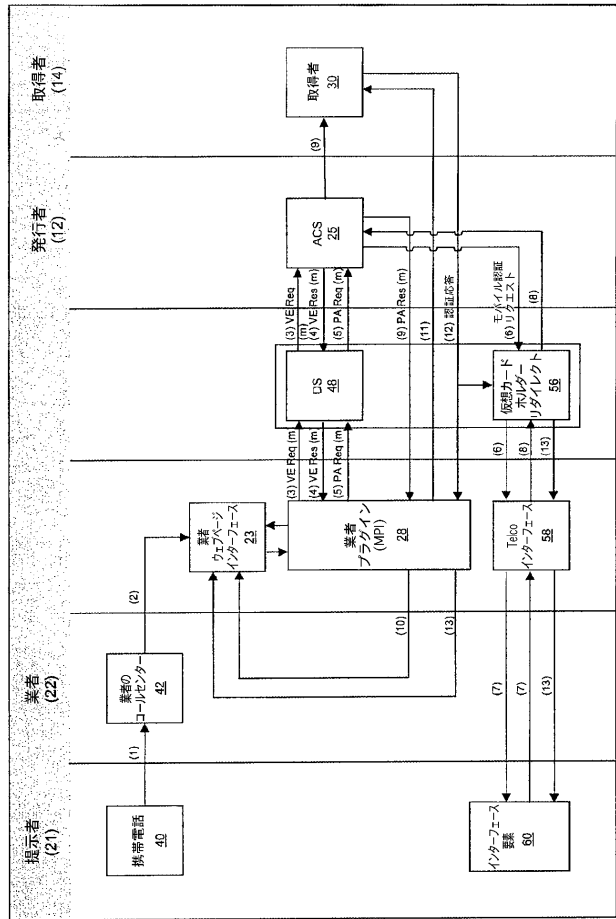 提示者
(21)
業者
(22)
発行者
(12)
取得者
(14)
携帯電話
40
(1)
業者の
コールセンター
42
(2)
業者
ウェブページ
インターフェース
23
業者
プラグイン
(MPI)
28
(10)
(13)
(3) VE Req (m)
(4) VE Res (m)
(5) PA Req (m)
DS
48
(3) VE Req
(m)
(4) VE Res (m)
(5) PA Req (m)
ACS
25
(9)
取得者
30
(9) PA Res (m)
(11)
(12) 認証応答
モバイル認証
(6) リクエスト
(8)
仮想カード
ホルダー
リダイレクト
56
(6)
(8)
(13)
Telco
インターフェース
58
(7)
(7)
(13)
インターフェース
要素
60